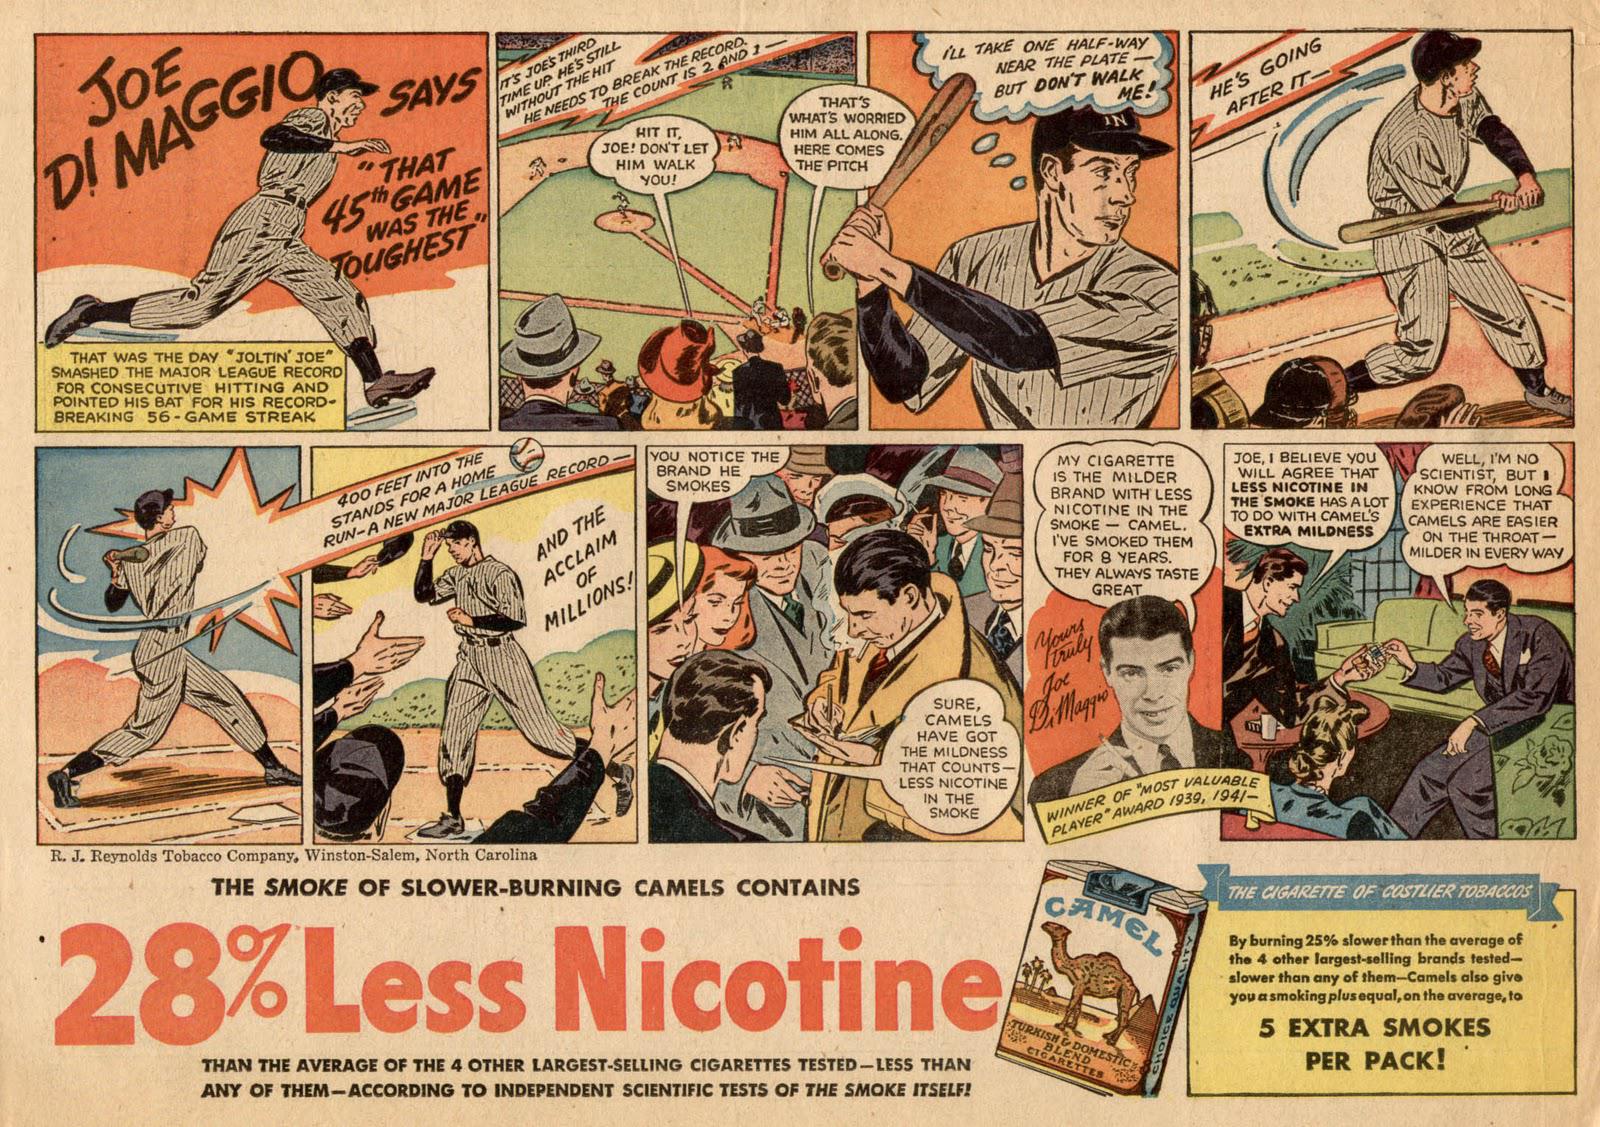 JOE
DI MAGGIO
SAYS
"THAT
45th GAME
WAS THE
TOUGHEST"
THAT WAS THE DAY "JOLTIN' JOE"
SMASHED THE MAJOR LEAGUE RECORD
FOR CONSECUTIVE HITTING AND
POINTED HIS BAT FOR HIS RECORD-
BREAKING 56-GAME STREAK
IT'S JOE'S THIRD
TIME UP. HE'S STILL
WITHOUT THE HIT
HE NEEDS TO BREAK THE RECORD.
THE COUNT IS 2 AND 1—
HIT IT,
JOE! DON'T LET
HIM WALK
YOU!
THAT'S
WHAT'S WORRIED
HIM ALL ALONG.
HERE COMES
THE PITCH
I'LL TAKE ONE HALF-WAY
NEAR THE PLATE —
BUT DON'T WALK
ME!
HE'S GOING
AFTER IT—
400 FEET INTO THE
STANDS FOR A HOME
RUN—A NEW MAJOR LEAGUE RECORD—
AND THE
ACCLAIM
OF
MILLIONS!
YOU NOTICE THE
BRAND HE
SMOKES
SURE,
CAMELS
HAVE GOT
THE MILDNESS
THAT COUNTS—
LESS NICOTINE
IN THE
SMOKE
MY CIGARETTE
IS THE MILDER
BRAND WITH LESS
NICOTINE IN THE
SMOKE — CAMEL.
I'VE SMOKED THEM
FOR 8 YEARS.
THEY ALWAYS TASTE
GREAT
Yours
truly
Joe
DiMaggio
WINNER OF "MOST VALUABLE
PLAYER" AWARD 1939, 1941—
JOE, I BELIEVE YOU
WILL AGREE THAT
LESS NICOTINE IN
THE SMOKE HAS A LOT
TO DO WITH CAMEL'S
EXTRA MILDNESS
WELL, I'M NO
SCIENTIST, BUT I
KNOW FROM LONG
EXPERIENCE THAT
CAMELS ARE EASIER
ON THE THROAT—
MILDER IN EVERY WAY
R. J. Reynolds Tobacco Company, Winston-Salem, North Carolina
THE SMOKE OF SLOWER-BURNING CAMELS CONTAINS
28% Less Nicotine
THAN THE AVERAGE OF THE 4 OTHER LARGEST-SELLING CIGARETTES TESTED—LESS THAN
ANY OF THEM—ACCORDING TO INDEPENDENT SCIENTIFIC TESTS OF THE SMOKE ITSELF!
CAMEL
TURKISH & DOMESTIC
BLEND
CIGARETTES
CHOICE QUALITY
THE CIGARETTE OF COSTLIER TOBACCOS
By burning 25% slower than the average of
the 4 other largest-selling brands tested—
slower than any of them—Camels also give
you a smoking plus equal, on the average, to
5 EXTRA SMOKES
PER PACK!